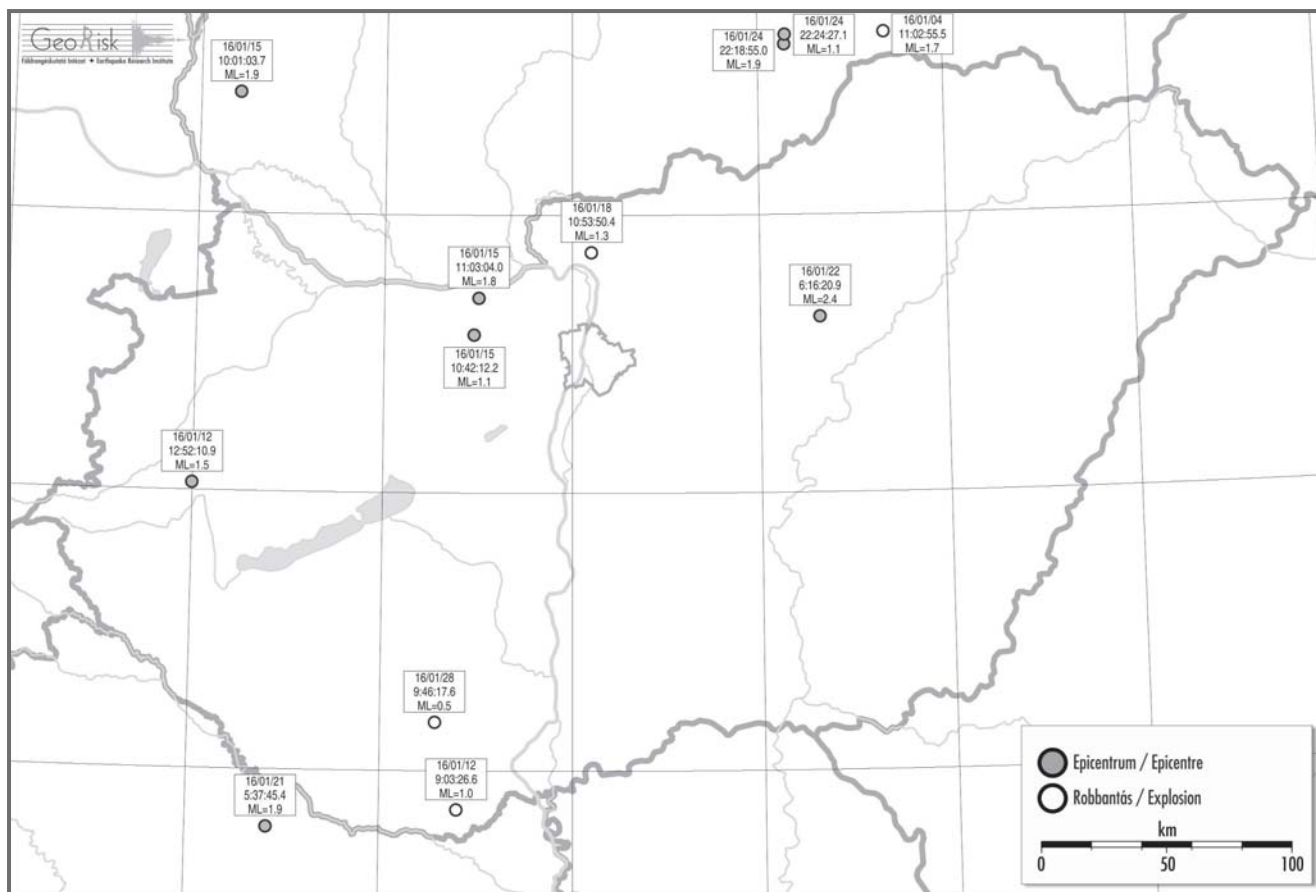 GeoRisk
Földrengéskutató Intézet ✦ Earthquake Research Institute
16/01/15
10:01:03.7
ML=1.9
16/01/24
22:18:55.0
ML=1.9
16/01/24
22:24:27.1
ML=1.1
16/01/04
11:02:55.5
ML=1.7
16/01/18
10:53:50.4
ML=1.3
16/01/15
11:03:04.0
ML=1.8
16/01/22
6:16:20.9
ML=2.4
16/01/15
10:42:12.2
ML=1.1
16/01/12
12:52:10.9
ML=1.5
16/01/28
9:46:17.6
ML=0.5
16/01/12
9:03:26.6
ML=1.0
16/01/21
5:37:45.4
ML=1.9
Epicentrum / Epicentre
Robbantás / Explosion
km
0 50 100